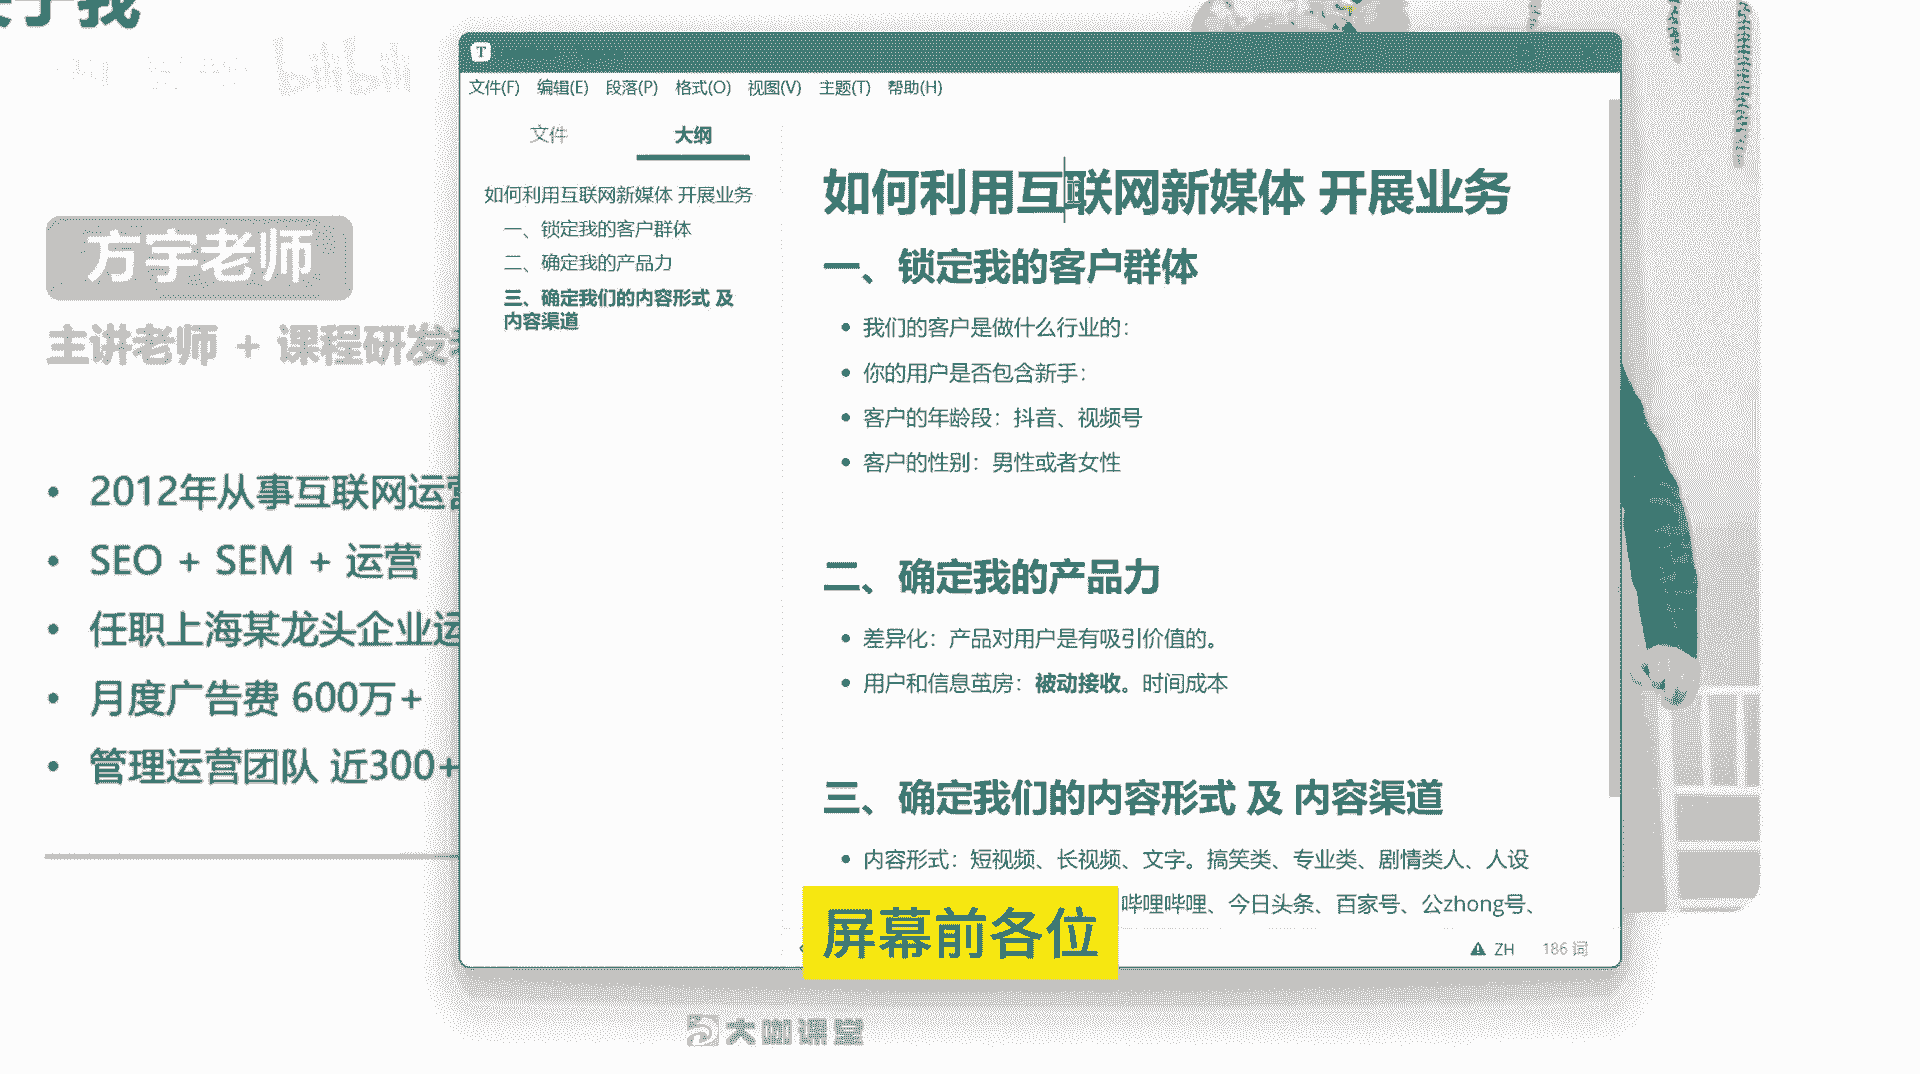 关于我
bilibili
方宇老师
主讲老师 + 课程研发
2012年从事互联网运营
SEO + SEM + 运营
任职上海某龙头企业运
月度广告费 600万+
管理运营团队 近300+
T
文件(F) 编辑(E) 段落(P) 格式(O) 视图(V) 主题(T) 帮助(H)
文件 大纲
如何利用互联网新媒体 开展业务
一、锁定我的客户群体
二、确定我的产品力
三、确定我们的内容形式 及
内容渠道
如何利用互联网新媒体 开展业务
一、锁定我的客户群体
我们的客户是做什么行业的：
你的用户是否包含新手：
客户的年龄段：抖音、视频号
客户的性别：男性或者女性
二、确定我的产品力
差异化：产品对用户是有吸引价值的。
用户和信息茧房：被动接收。时间成本
三、确定我们的内容形式 及 内容渠道
内容形式：短视频、长视频、文字。搞笑类、专业类、剧情类人、人设
哔哩哔哩、今日头条、百家号、公zhong号、
屏幕前各位
ZH 186 词
大咖课堂